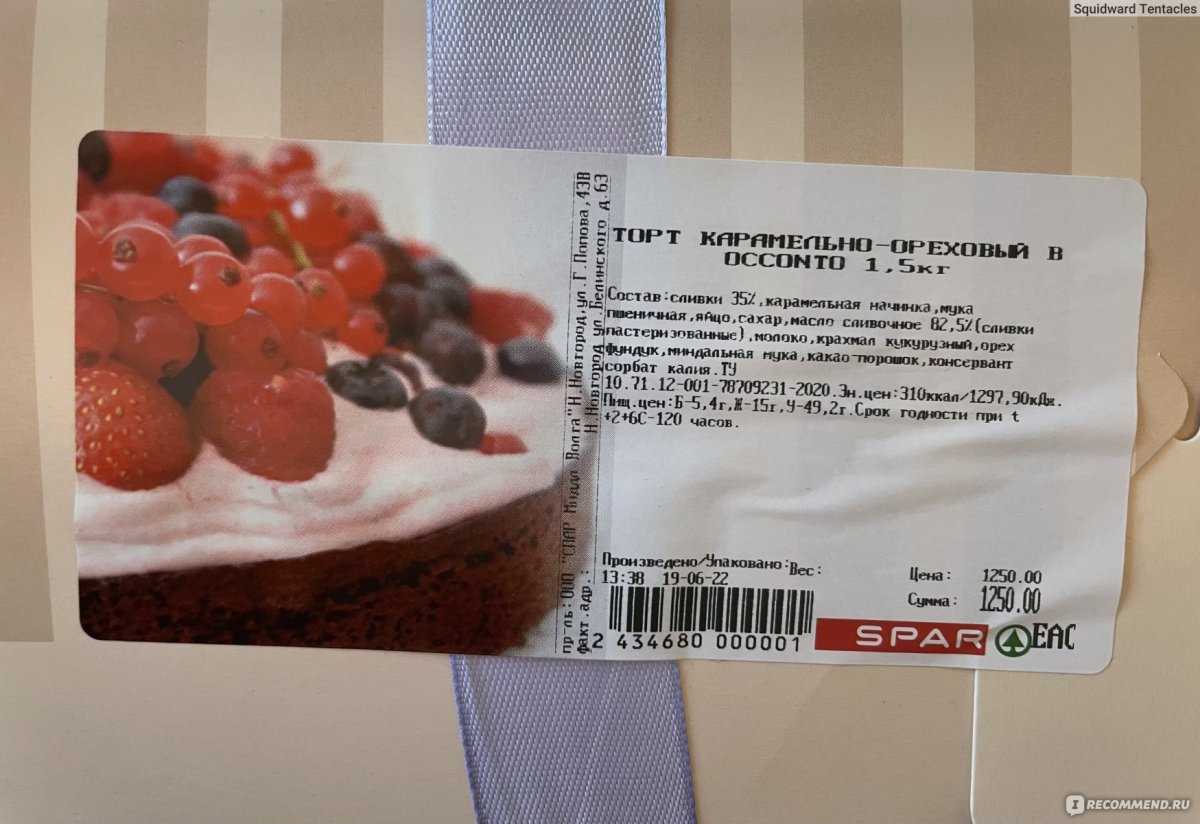 Squidward Tentacles
пр-ль: ООО "СПАР Миддл Волга"Н.Новгород,ул.Г.Попова,43В
факт.адр.: Н.Новгород ул.Белинского д.63
ТОРТ КАРАМЕЛЬНО-ОРЕХОВЫЙ В
OCCONTO 1,5кг
Состав:сливки 35%,карамельная начинка,мука
пшеничная,яйцо,сахар,масло сливочное 82,5%(сливки
пастеризованные),молоко,крахмал кукурузный,орех
фундук,миндальная мука,какао-порошок,консервант
сорбат калия.ТУ
10.71.12-001-78709231-2020.Эн.цен:310ккал/1297,90кДж.
Пищ.цен:Б-5,4г,Ж-15г,У-49,2г.Срок годности при t
+2+6С-120 часов.
Произведено/Упаковано:Вес:
13:38 19-06-22
Цена: 1250.00
Сумма: 1250.00
2 434680 000001
SPAR EAC
I RECOMMEND.RU